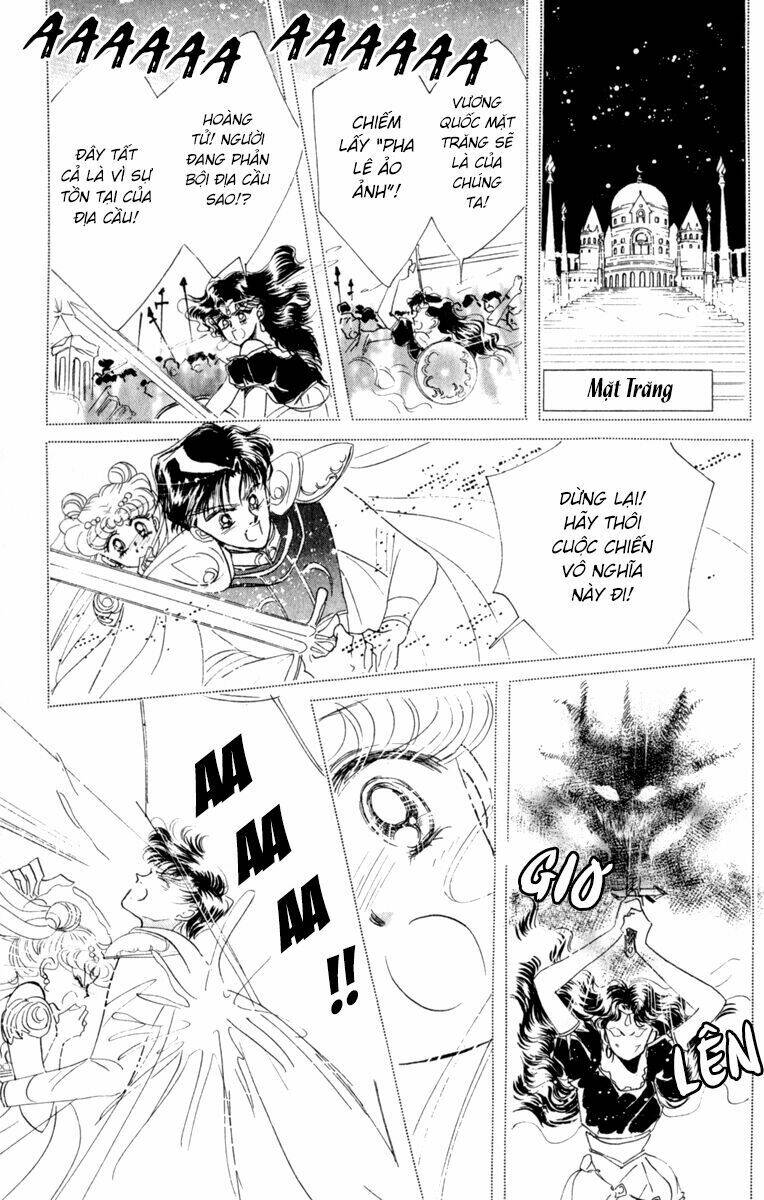 Mặt Trăng
AAAAAA
VƯƠNG
QUỐC MẶT
TRĂNG SẼ
LÀ CỦA
CHÚNG
TA!
CHIẾM
LẤY "PHA
LÊ ẢO
ẢNH"!
AAAAAA
HOÀNG
TỬ! NGƯỜI
ĐANG PHẢN
BỘI ĐỊA CẦU
SAO!?
ĐÂY TẤT
CẢ LÀ VÌ SỰ
TỒN TẠI CỦA
ĐỊA CẦU!
DỪNG LẠI!
HÃY THÔI
CUỘC CHIẾN
VÔ NGHĨA
NÀY ĐI!
GIƠ
LÊN
AA
AA
AA
!!